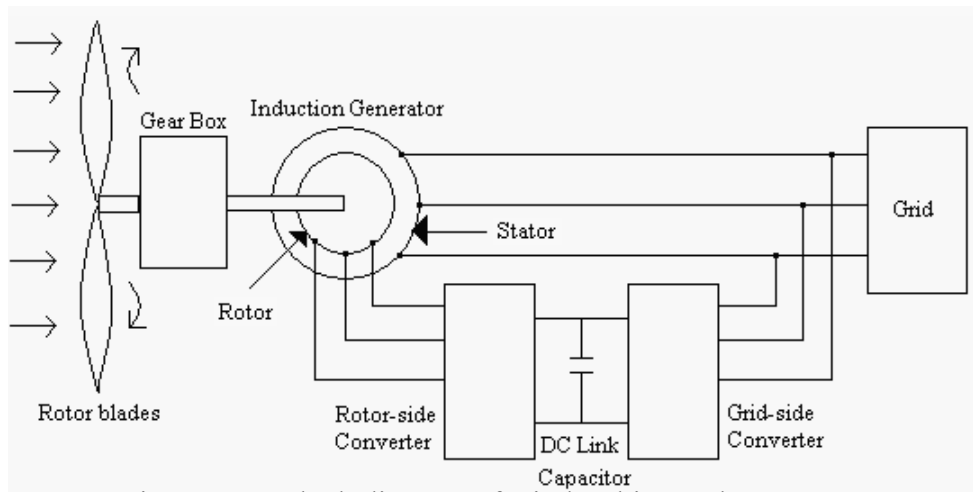 Induction Generator
Gear Box
Grid
Stator
Rotor
Rotor blades
Rotor-side
Converter
DC Link
Capacitor
Grid-side
Converter